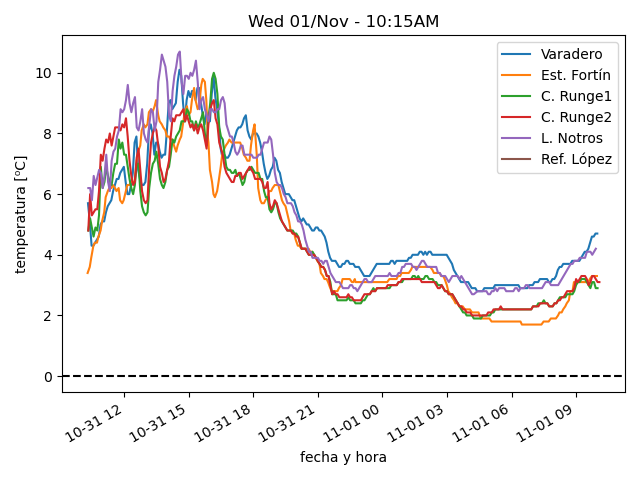 Wed 01/Nov - 10:15AM
temperatura [ºC]
10
8
6
4
2
0
Varadero
Est. Fortín
C. Runge1
C. Runge2
L. Notros
Ref. López
10-31 12
10-31 15
10-31 18
10-31 21
11-01 00
11-01 03
11-01 06
11-01 09
fecha y hora